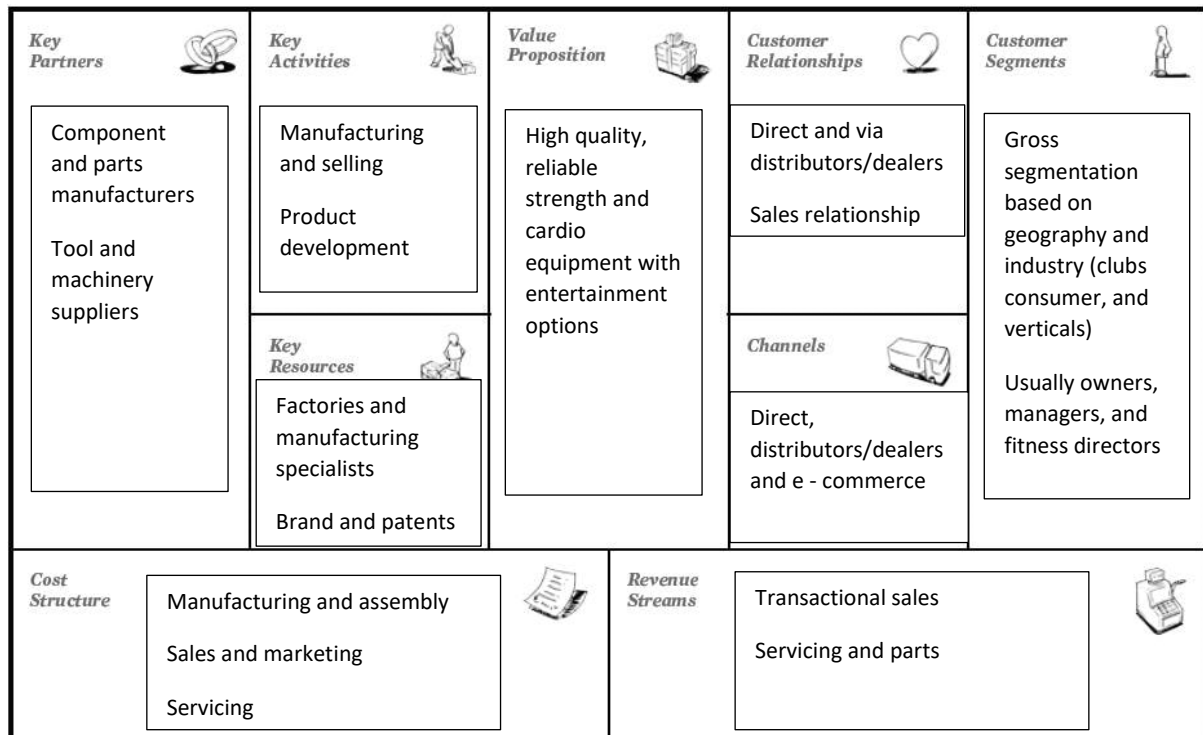 Key
Partners
Component
and parts
manufacturers
Tool and
machinery
suppliers
Key
Activities
Manufacturing
and selling
Product
development
Key
Resources
Factories and
manufacturing
specialists
Brand and patents
Value
Proposition
High quality,
reliable
strength and
cardio
equipment with
entertainment
options
Customer
Relationships
Direct and via
distributors/dealers
Sales relationship
Channels
Direct,
distributors/dealers
and e - commerce
Customer
Segments
Gross
segmentation
based on
geography and
industry (clubs
consumer, and
verticals)
Usually owners,
managers, and
fitness directors
Cost
Structure
Manufacturing and assembly
Sales and marketing
Servicing
Revenue
Streams
Transactional sales
Servicing and parts